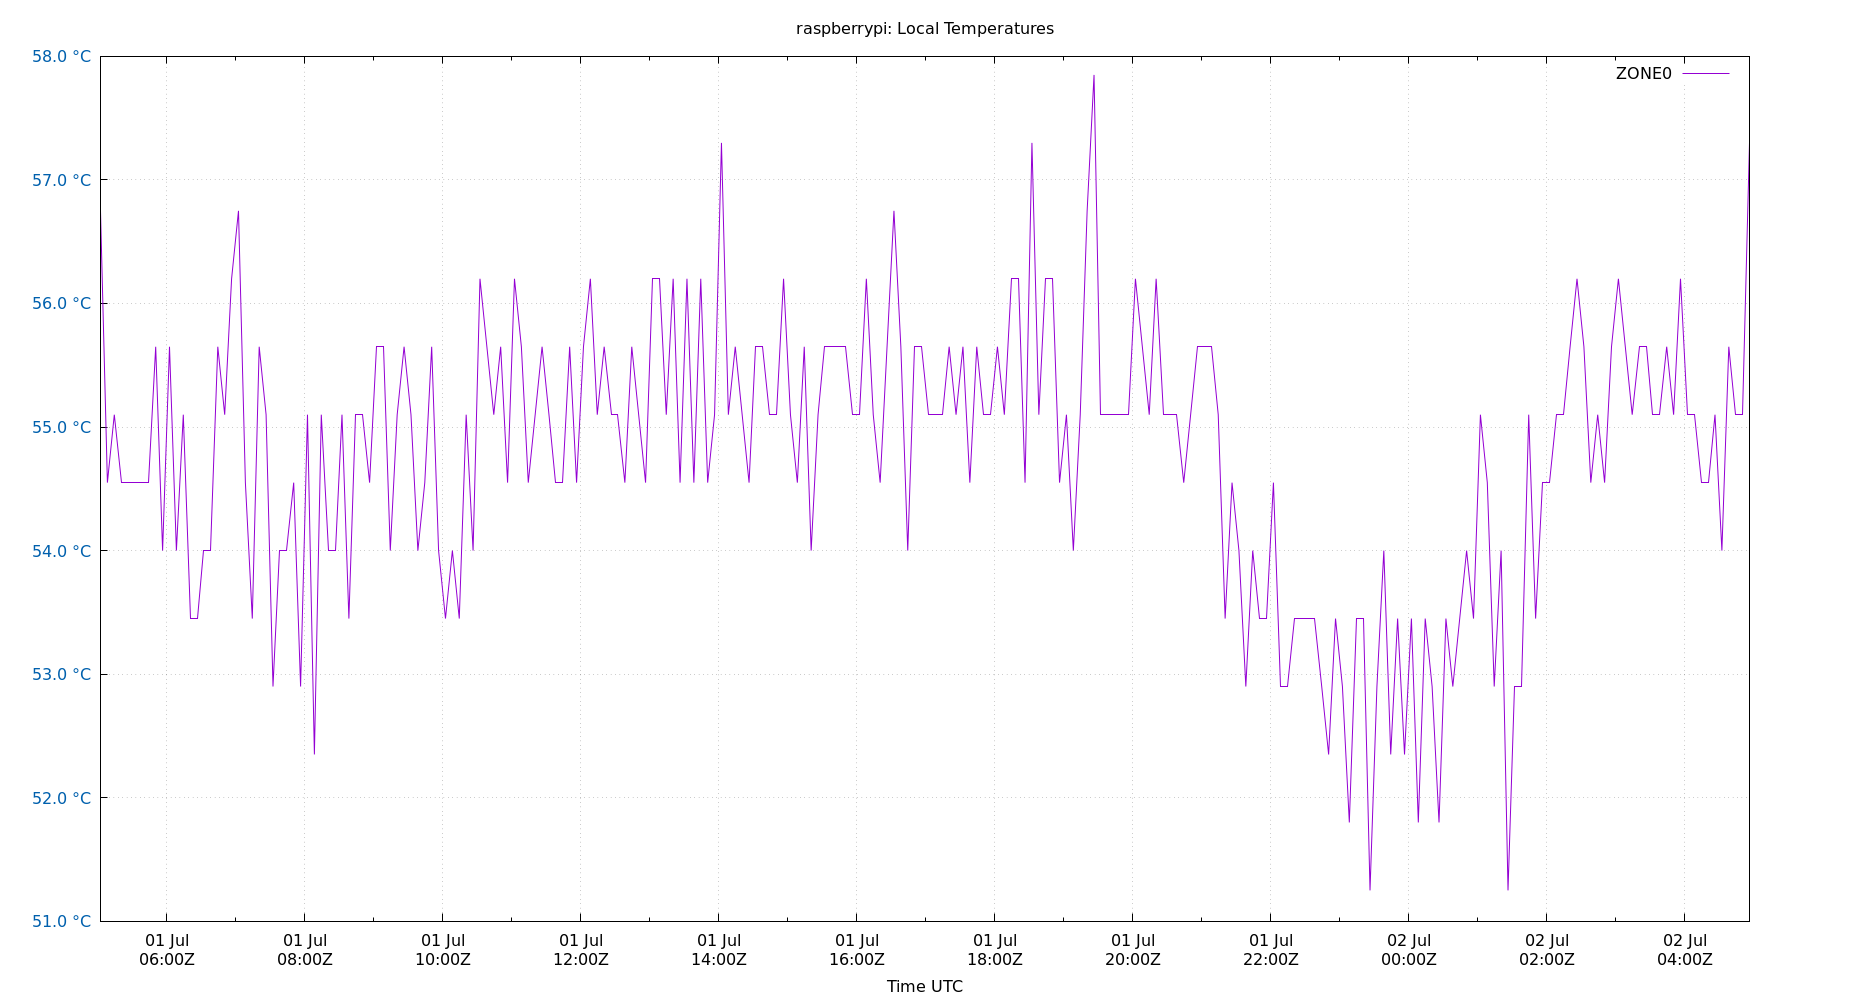 raspberrypi: Local Temperatures
58.0 °C
ZONE0
57.0 °C
56.0 °C
55.0 °C
54.0 °C
53.0 °C
52.0 °C
51.0 °C
01 Jul 01 Jul 01 Jul 01 Jul 01 Jul 01 Jul 01 Jul 01 Jul 01 Jul 02 Jul 02 Jul 02 Jul
06:00Z 08:00Z 10:00Z 12:00Z 14:00Z 16:00Z 18:00Z 20:00Z 22:00Z 00:00Z 02:00Z 04:00Z
Time UTC